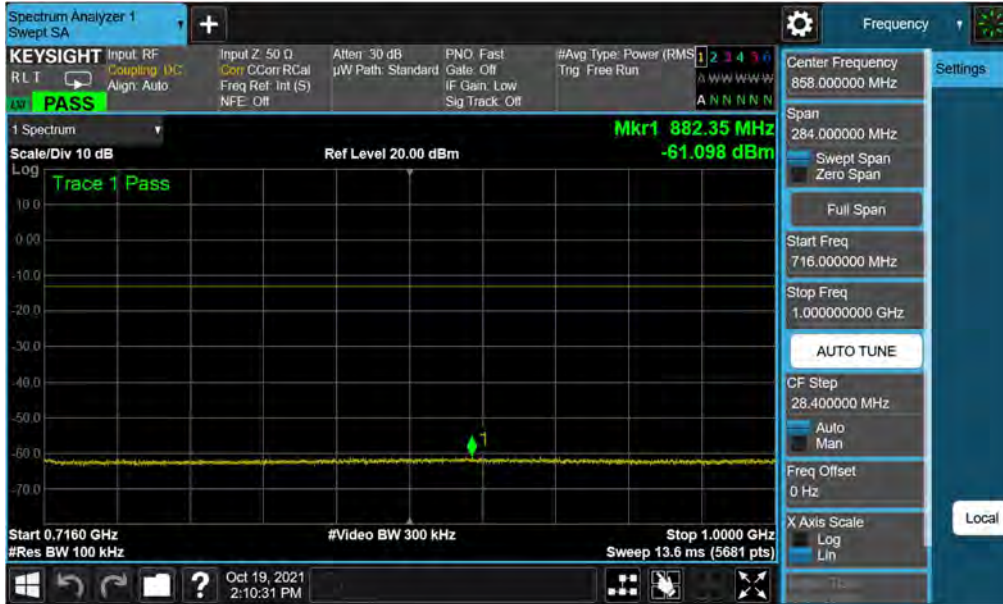 Spectrum Analyzer 1
Swept SA
Frequency
KEYSIGHT
Input: RF
Coupling: DC
Align: Auto
Input Z: 50 Ω
Corr CCorr RCal
Freq Ref: Int (S)
NFE: Off
Atten: 30 dB
µW Path: Standard
PNO: Fast
Gate: Off
IF Gain: Low
Sig Track: Off
#Avg Type: Power (RMS
Trig: Free Run
1 2 3 4 5 6
A W W W W W
A N N N N N
RLT
PASS
1 Spectrum
Mkr1 882.35 MHz
Scale/Div 10 dB
Ref Level 20.00 dBm
-61.098 dBm
Log
Trace 1 Pass
10.0
0.00
-10.0
-20.0
-30.0
-40.0
-50.0
-60.0
-70.0
1
Start 0.7160 GHz
#Video BW 300 kHz
Stop 1.0000 GHz
#Res BW 100 kHz
Sweep 13.6 ms (5681 pts)
Oct 19, 2021
2:10:31 PM
Center Frequency
858.000000 MHz
Span
284.000000 MHz
Swept Span
Zero Span
Full Span
Start Freq
716.000000 MHz
Stop Freq
1.000000000 GHz
AUTO TUNE
CF Step
28.400000 MHz
Auto
Man
Freq Offset
0 Hz
X Axis Scale
Log
Lin
Settings
Local